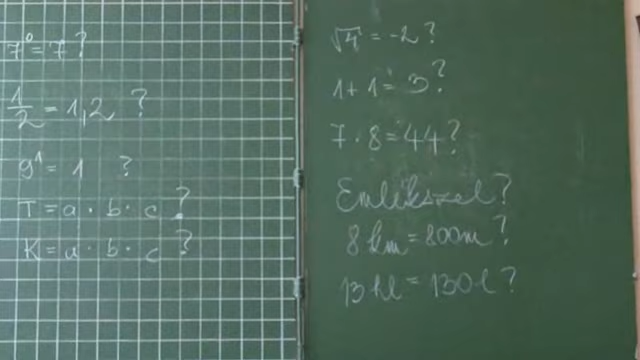 7⁰ = 7 ?
1/2 = 1,2 ?
9¹ = 1 ?
T = a · b · c ?
K = a · b · c ?
√4 = -2 ?
1 + 1 = 3 ?
7 · 8 = 44 ?
Emlékszel ?
8 km = 800m ?
13 hl = 130 l ?